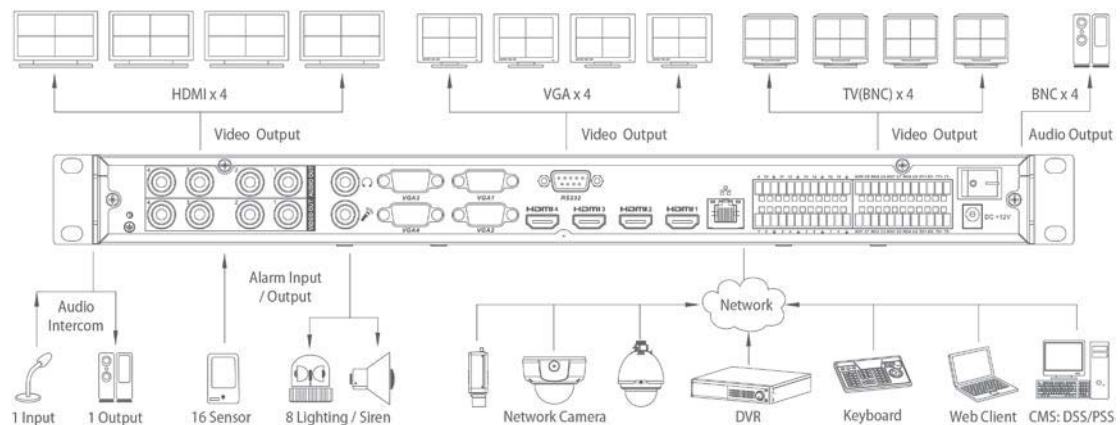 HDMI x 4
VGA x 4
TV(BNC) x 4
BNC x 4
Video Output
Video Output
Video Output
Audio Output
AUDIO OUT
VIDEO OUT
VGA3
VGA1
RS232
VGA4
VGA2
HDMI 4
HDMI 3
HDMI 2
HDMI 1
DC +12V
Audio
Intercom
Alarm Input
/ Output
Network
1 Input
1 Output
16 Sensor
8 Lighting / Siren
Network Camera
DVR
Keyboard
Web Client
CMS: DSS/PSS